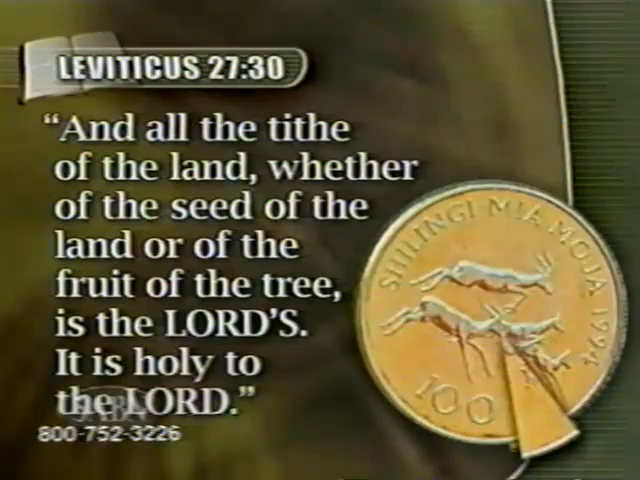 LEVITICUS 27:30
“And all the tithe
of the land, whether
of the seed of the
land or of the
fruit of the tree,
is the LORD'S.
It is holy to
the LORD.”
800-752-3226
SHILINGI MIA MOJA 1994
100